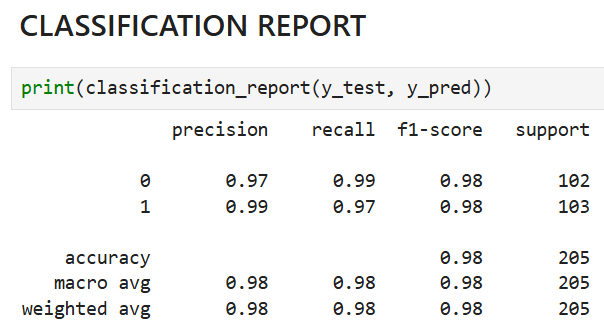 CLASSIFICATION REPORT
print(classification_report(y_test, y_pred))
precision recall f1-score support
0 0.97 0.99 0.98 102
1 0.99 0.97 0.98 103
accuracy 0.98 205
macro avg 0.98 0.98 0.98 205
weighted avg 0.98 0.98 0.98 205